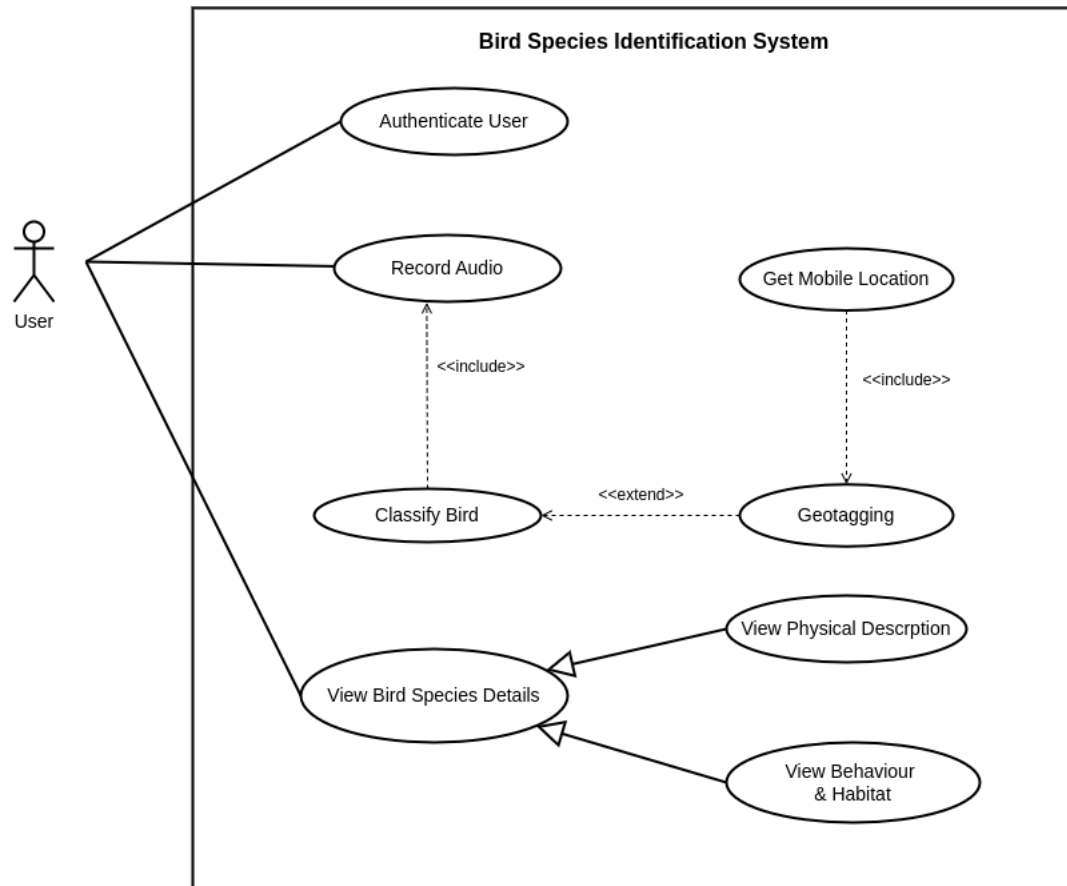 Bird Species Identification System
Authenticate User
Record Audio
Get Mobile Location
User
<<include>>
<<include>>
<<extend>>
Classify Bird
Geotagging
View Physical Descrption
View Bird Species Details
View Behaviour
& Habitat